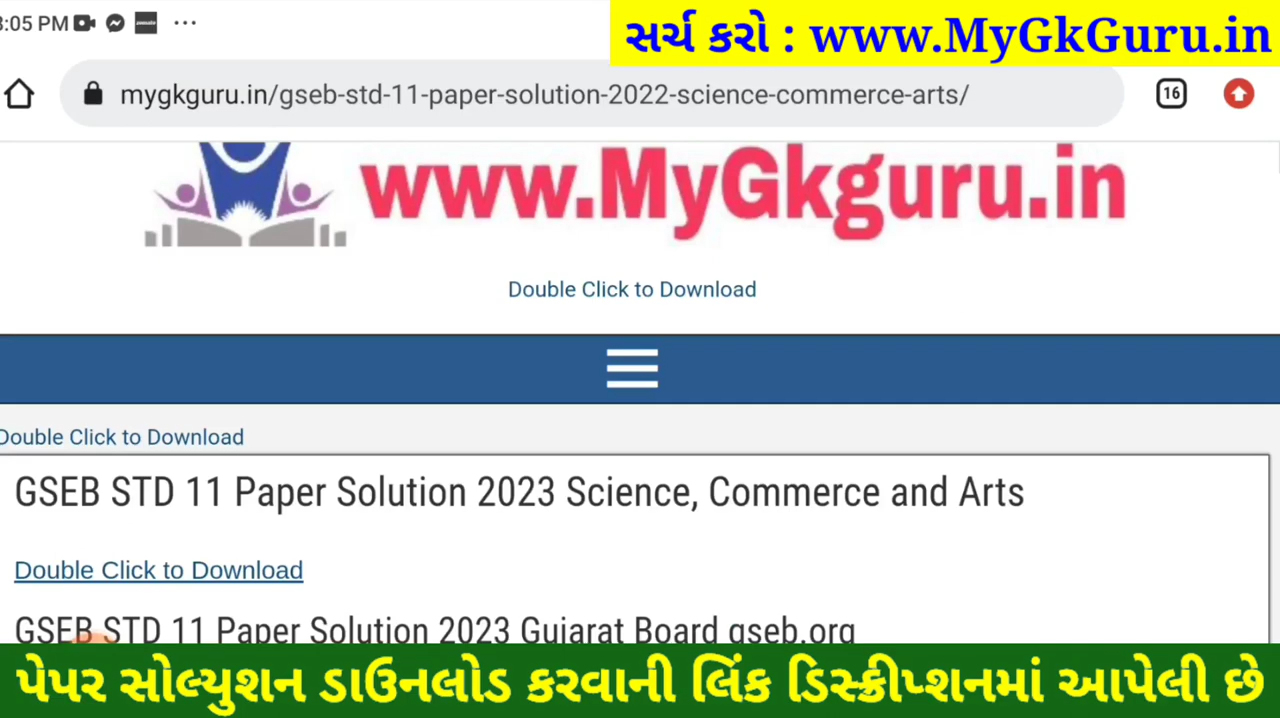 3:05 PM
સર્ચ કરો : www.MyGkGuru.in
mygkguru.in/gseb-std-11-paper-solution-2022-science-commerce-arts/
16
www.MyGkguru.in
Double Click to Download
Double Click to Download
GSEB STD 11 Paper Solution 2023 Science, Commerce and Arts
Double Click to Download
GSEB STD 11 Paper Solution 2023 Gujarat Board gseb.org
પેપર સોલ્યુશન ડાઉનલોડ કરવાની લિંક ડિસ્ક્રીપ્શનમાં આપેલી છે